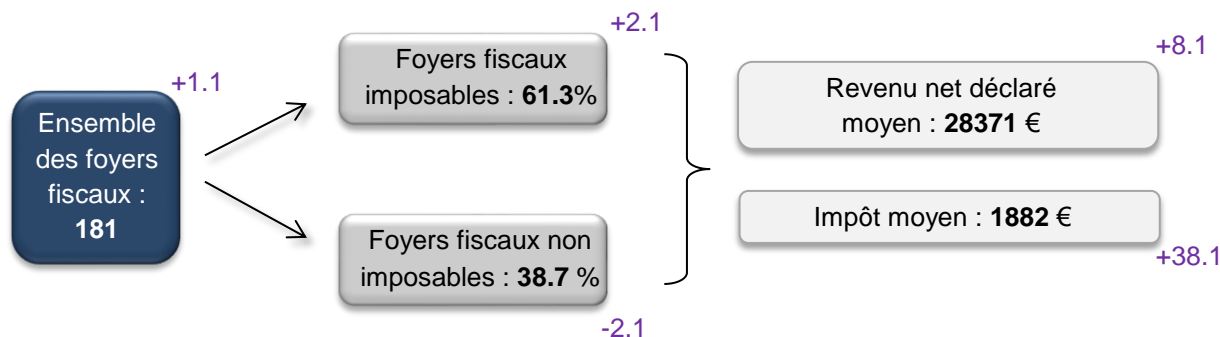 +1.1
Ensemble
des foyers
fiscaux :
181
+2.1
Foyers fiscaux
imposables : 61.3%
Foyers fiscaux non
imposables : 38.7 %
-2.1
+8.1
Revenu net déclaré
moyen : 28371 €
Impôt moyen : 1882 €
+38.1